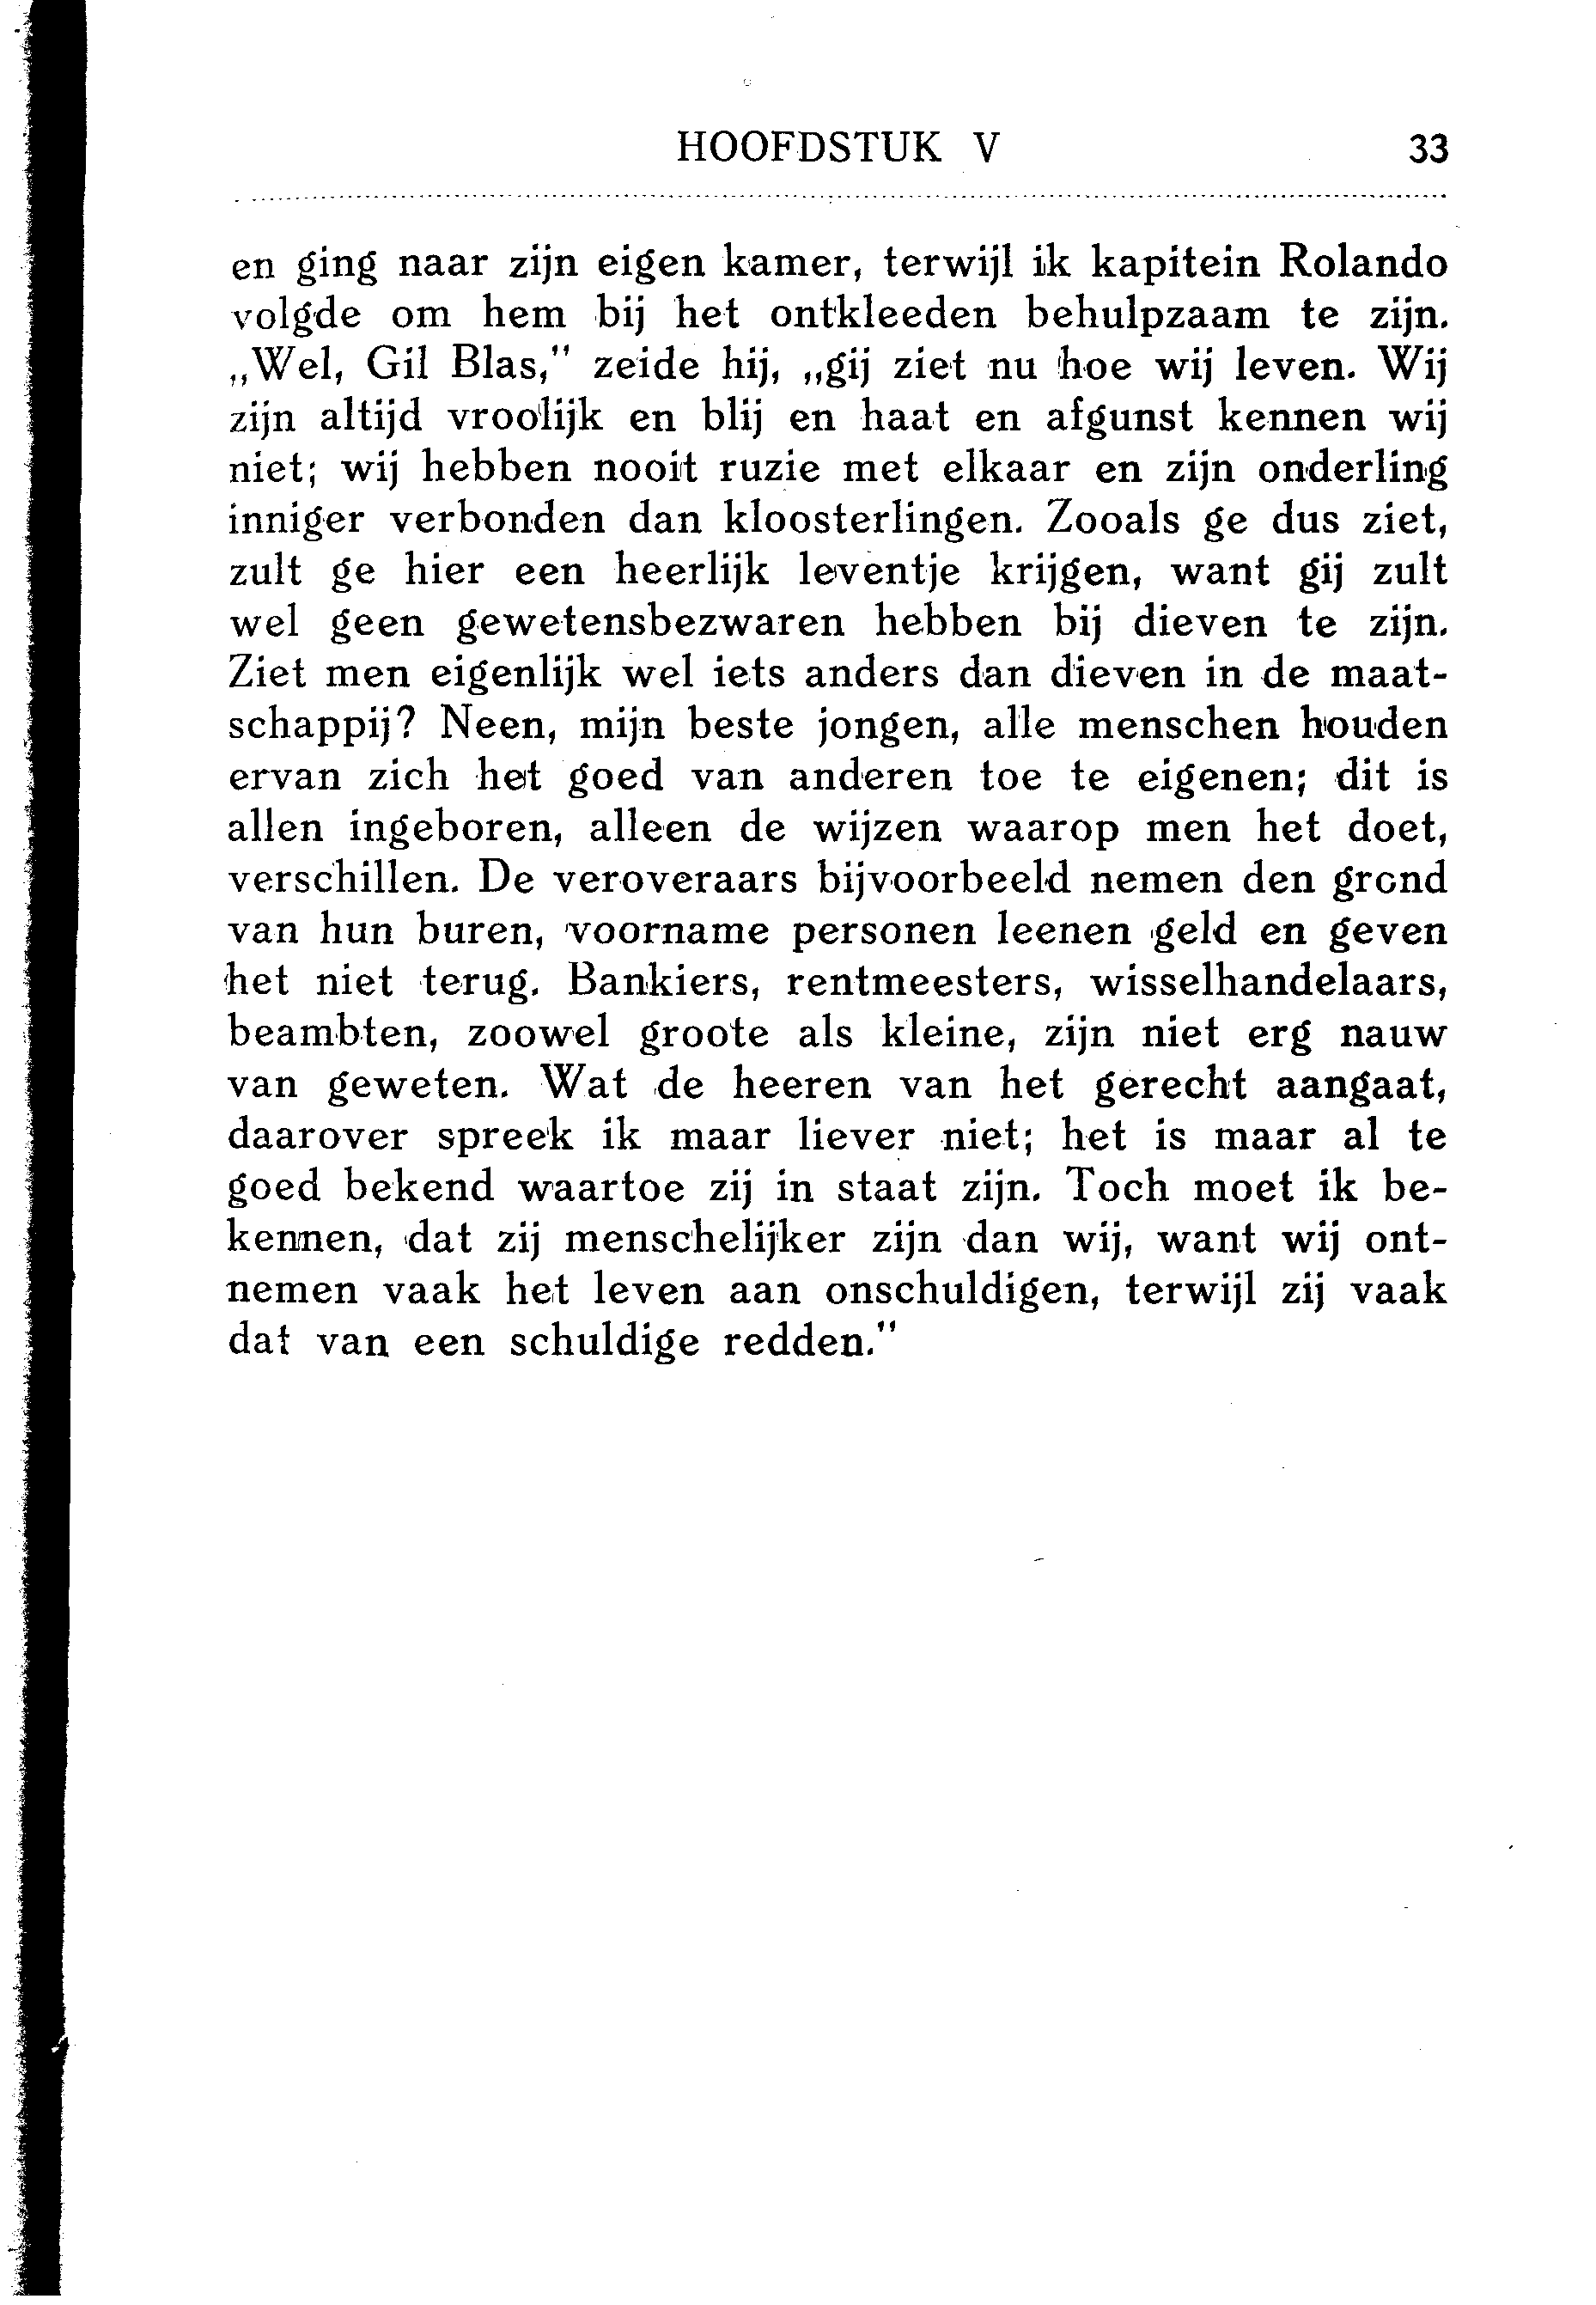 HOOFDSTUK V 33
en ging naar zijn eigen kamer, terwijl ik kapitein Rolando
volgde om hem bij het ontkleeden behulpzaam te zijn.
„Wel, Gil Blas," zeide hij, „gij ziet nu hoe wij leven. Wij
zijn altijd vroolijk en blij en haat en afgunst kennen wij
niet; wij hebben nooit ruzie met elkaar en zijn onderling
inniger verbonden dan kloosterlingen. Zooals ge dus ziet,
zult ge hier een heerlijk leventje krijgen, want gij zult
wel geen gewetensbezwaren hebben bij dieven te zijn.
Ziet men eigenlijk wel iets anders dan dieven in de maat-
schappij? Neen, mijn beste jongen, alle menschen houden
ervan zich het goed van anderen toe te eigenen; dit is
allen ingeboren, alleen de wijzen waarop men het doet,
verschillen. De veroveraars bijvoorbeeld nemen den grond
van hun buren, voorname personen leenen geld en geven
het niet terug. Bankiers, rentmeesters, wisselhandelaars,
beambten, zoowel groote als kleine, zijn niet erg nauw
van geweten. Wat de heeren van het gerecht aangaat,
daarover spreek ik maar liever niet; het is maar al te
goed bekend waartoe zij in staat zijn. Toch moet ik be-
kennen, dat zij menschelijker zijn dan wij, want wij ont-
nemen vaak het leven aan onschuldigen, terwijl zij vaak
dat van een schuldige redden."